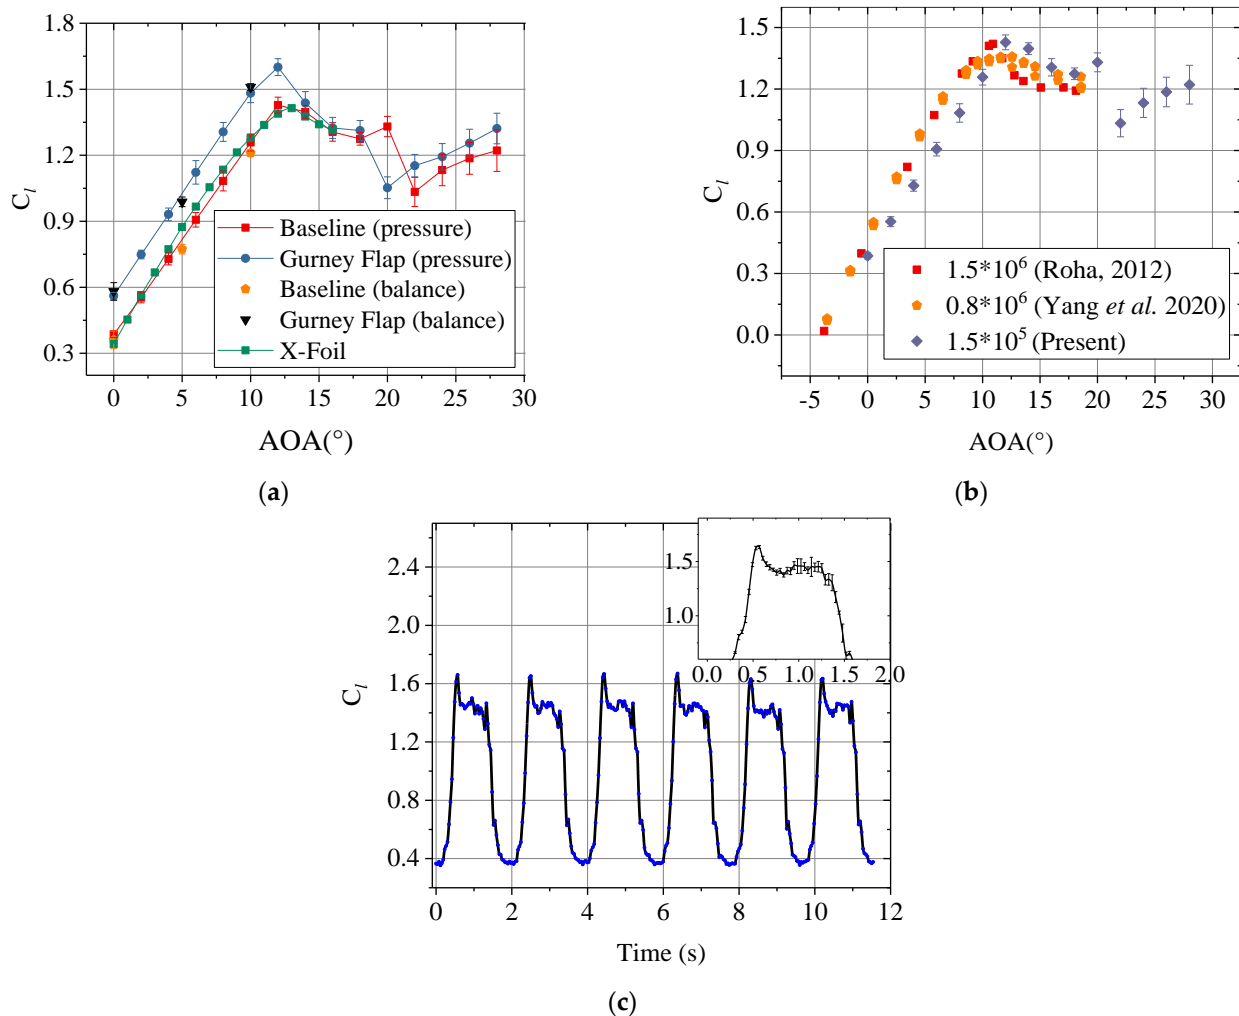 1.8
1.5
1.2
0.9
0.6
0.3
C_l
Baseline (pressure)
Gurney Flap (pressure)
Baseline (balance)
Gurney Flap (balance)
X-Foil
0 5 10 15 20 25 30
AOA(°)
(a)
1.5
1.2
0.9
0.6
0.3
0.0
C_l
1.5*10^6 (Roha, 2012)
0.8*10^6 (Yang et al. 2020)
1.5*10^5 (Present)
-5 0 5 10 15 20 25 30
AOA(°)
(b)
2.4
2.0
1.6
1.2
0.8
0.4
C_l
1.5
1.0
0.0 0.5 1.0 1.5 2.0
0 2 4 6 8 10 12
Time (s)
(c)